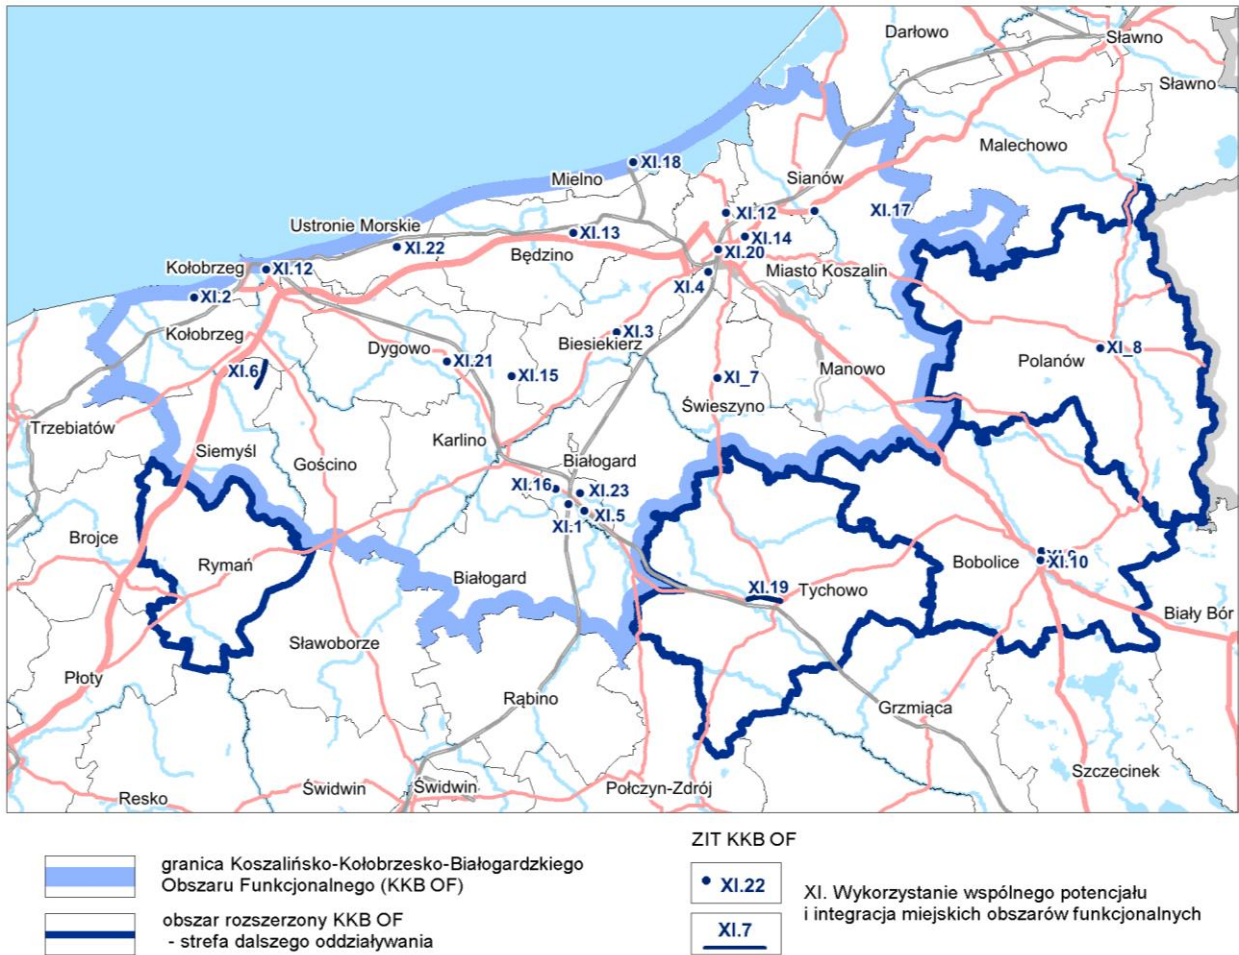 Darłowo
Sławno
Sławno
Malechowo
XI.18
Mielno
Sianów
XI.12
XI.17
Ustronie Morskie
XI.13
XI.14
XI.22
Będzino
XI.20
Kołobrzeg
XI.12
Miasto Koszalin
XI.4
XI.2
Kołobrzeg
XI.3
Dygowo
Biesiekierz
XI_8
XI.21
Polanów
XI.6
XI.15
XI_7
Manowo
Świeszyno
Trzebiatów
Karlino
Siemyśl
Gościno
Białogard
XI.16
XI.23
XI.5
XI.1
Brojce
Rymań
Bobolice
XI.10
Białogard
XI.19
Tychowo
Biały Bór
Sławoborze
Płoty
Rąbino
Grzmiąca
Szczecinek
Resko
Świdwin
Świdwin
Połczyn-Zdrój
granica Koszalińsko-Kołobrzesko-Białogardzkiego
Obszaru Funkcjonalnego (KKB OF)
obszar rozszerzony KKB OF
- strefa dalszego oddziaływania
ZIT KKB OF
XI.22
XI.7
XI. Wykorzystanie wspólnego potencjału
i integracja miejskich obszarów funkcjonalnych